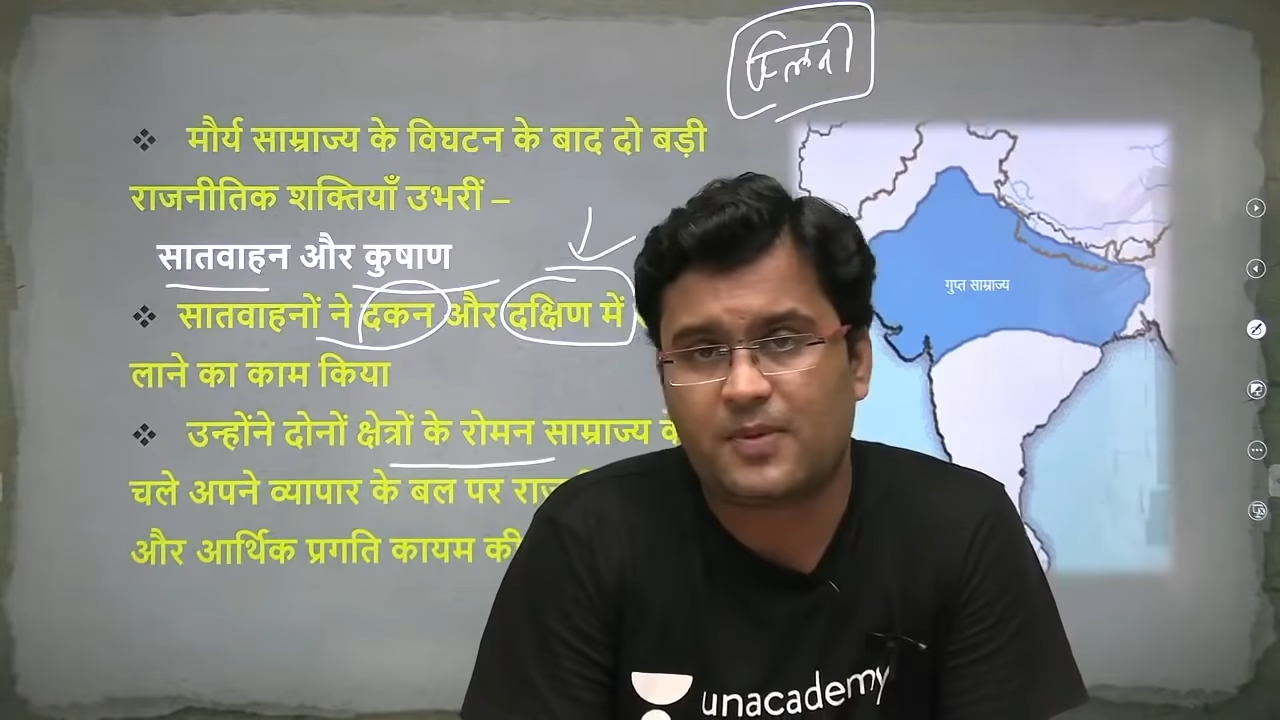 मौर्य साम्राज्य के विघटन के बाद दो बड़ी
राजनीतिक शक्तियाँ उभरीं –
सातवाहन और कुषाण
सातवाहनों ने दकन और दक्षिण में
लाने का काम किया
उन्होंने दोनों क्षेत्रों के रोमन साम्राज्य
चले अपने व्यापार के बल पर
और आर्थिक प्रगति कायम की
गुप्त साम्राज्य
unacademy